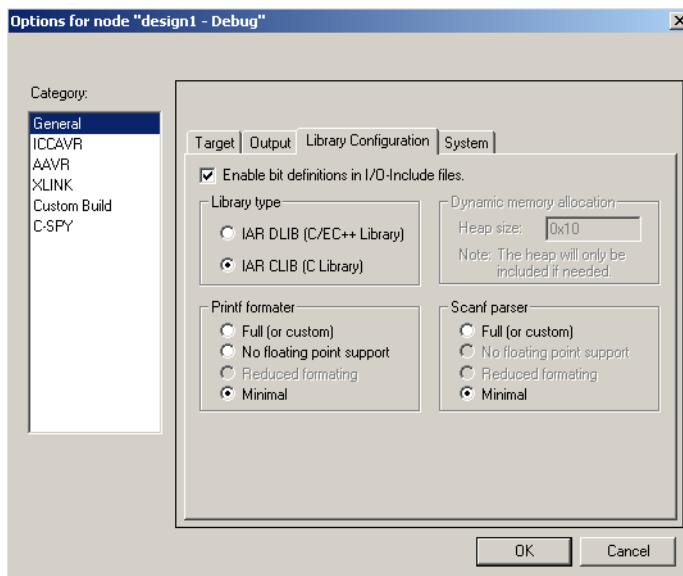 Options for node "design1 - Debug"
Category:
General
ICCAVR
AAVR
XLINK
Custom Build
C-SPY
Target
Output
Library Configuration
System
Enable bit definitions in I/O-Include files.
Library type
IAR DLIB (C/EC++ Library)
IAR CLIB (C Library)
Dynamic memory allocation
Heap size: 0x10
Note: The heap will only be
included if needed.
Printf formater
Full (or custom)
No floating point support
Reduced formating
Minimal
Scanf parser
Full (or custom)
No floating point support
Reduced formating
Minimal
OK
Cancel